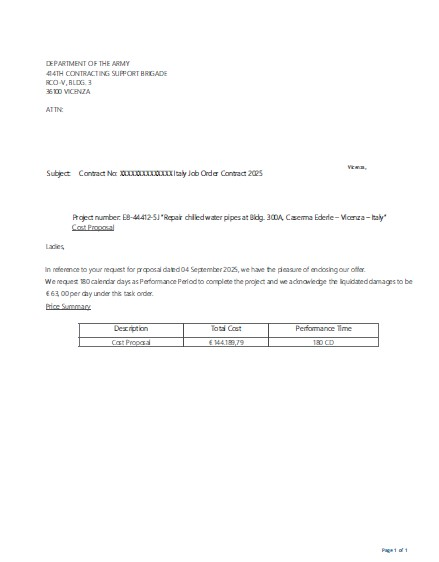 DEPARTMENT OF THE ARMY
414TH CONTRACTING SUPPORT BRIGADE
RCO-V, BLDG. 3
36100 VICENZA
ATTN:
Vicenza,
Subject: Contract No: XXXXXXXXXXXXXX Italy Job Order Contract 2025
Project number: E8-44412-5J "Repair chilled water pipes at Bldg. 300A, Caserma Ederle – Vicenza – Italy"
Cost Proposal
Ladies,
In reference to your request for proposal dated 04 September 2025, we have the pleasure of enclosing our offer.
We request 180 calendar days as Performance Period to complete the project and we acknowledge the liquidated damages to be
€ 63,00 per day under this task order.
Price Summary
Description Total Cost Performance Time
Cost Proposal € 144.189,79 180 CD
Page 1 of 1